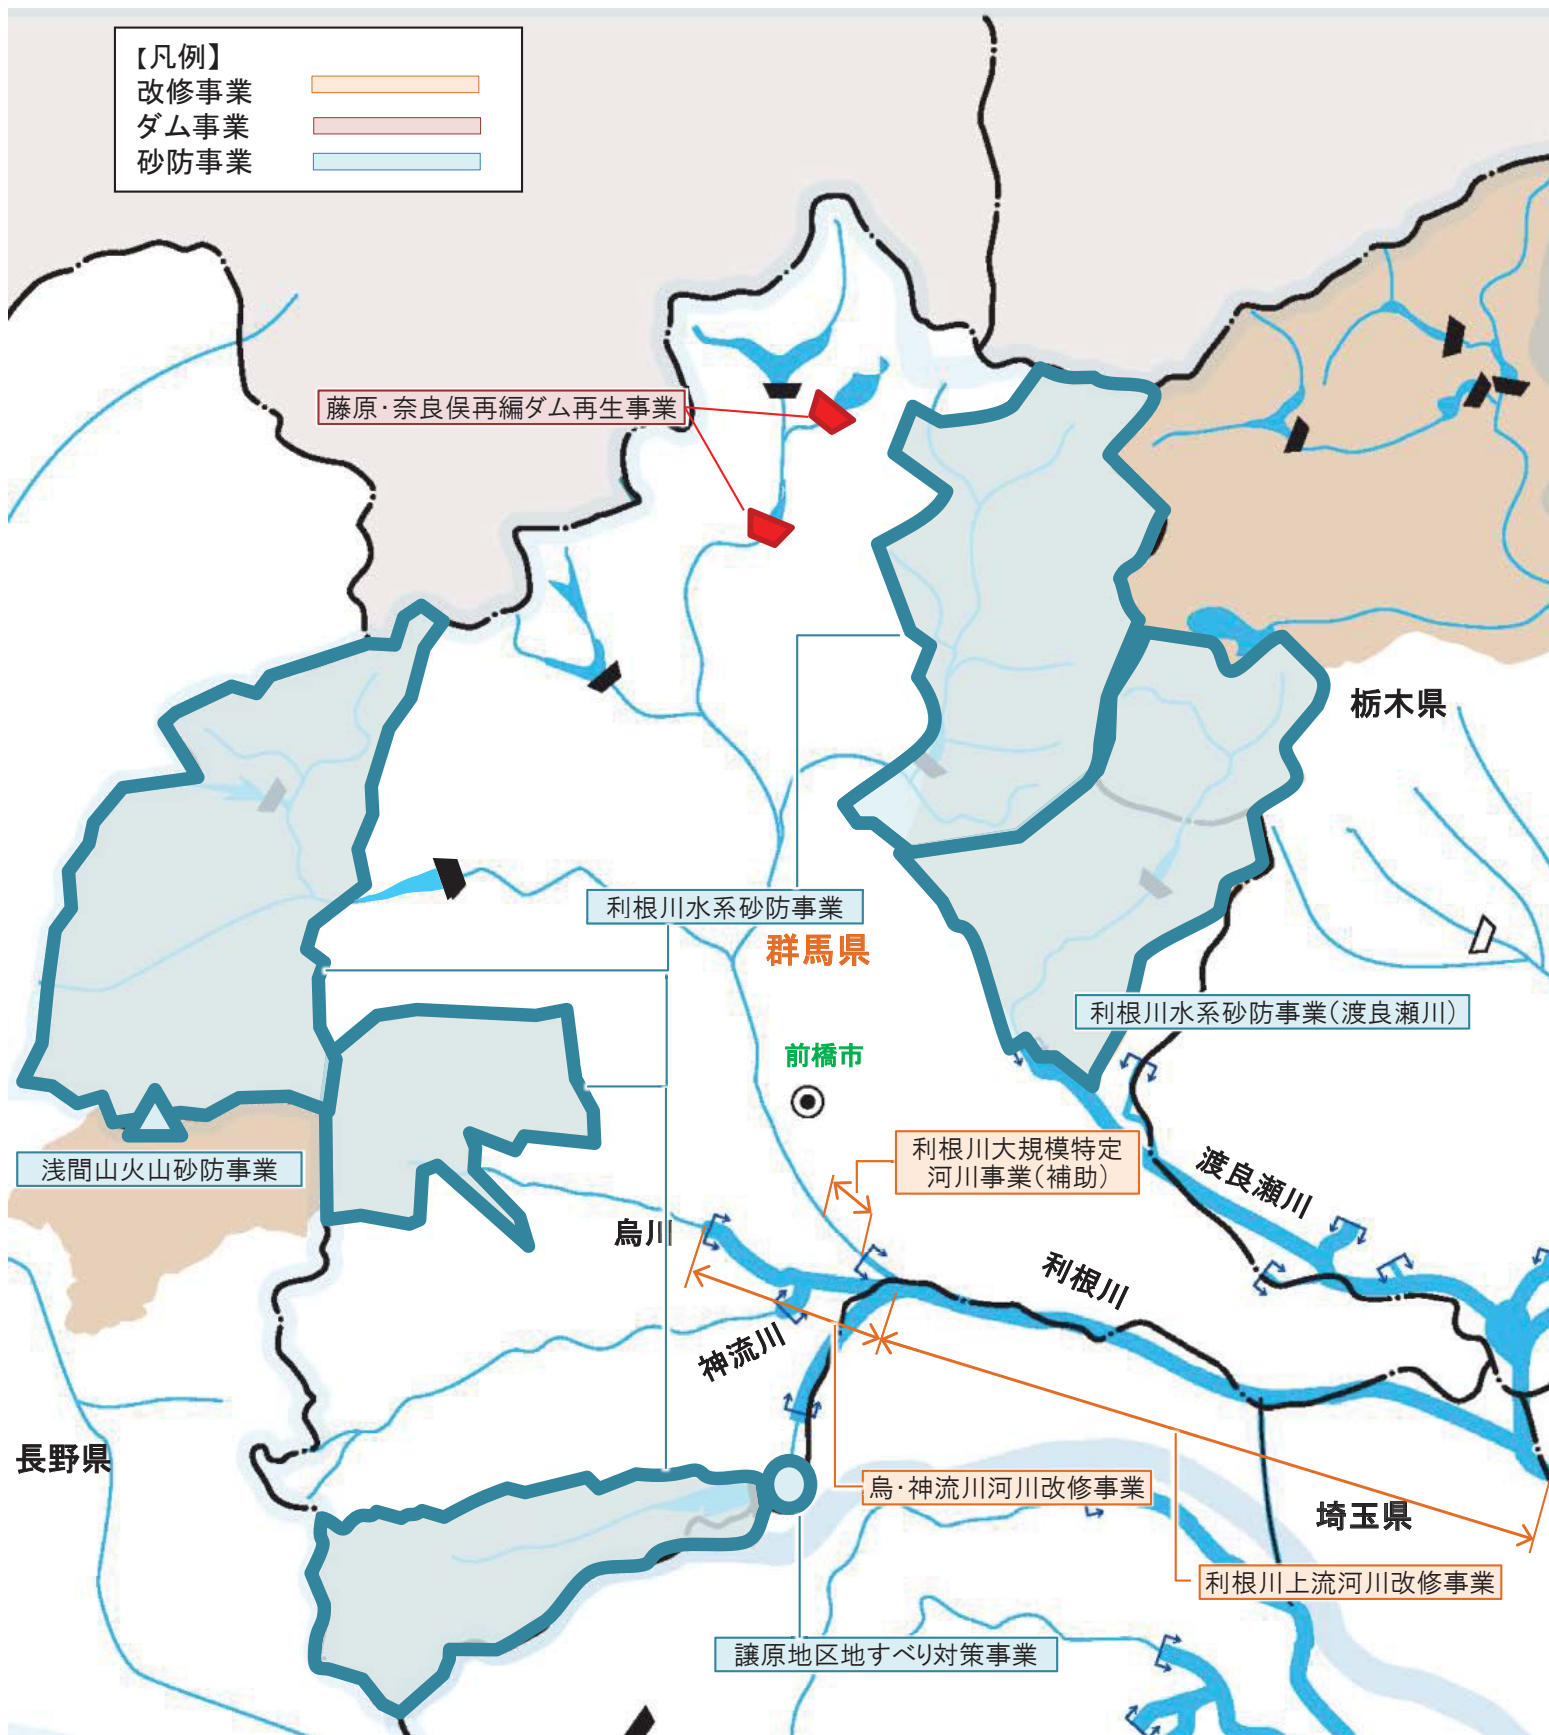 【凡例】
改修事業
ダム事業
砂防事業
藤原・奈良俣再編ダム再生事業
栃木県
利根川水系砂防事業
群馬県
利根川水系砂防事業(渡良瀬川)
前橋市
浅間山火山砂防事業
利根川大規模特定
河川事業(補助)
渡良瀬川
烏川
利根川
神流川
長野県
烏・神流川河川改修事業
埼玉県
利根川上流河川改修事業
譲原地区地すべり対策事業